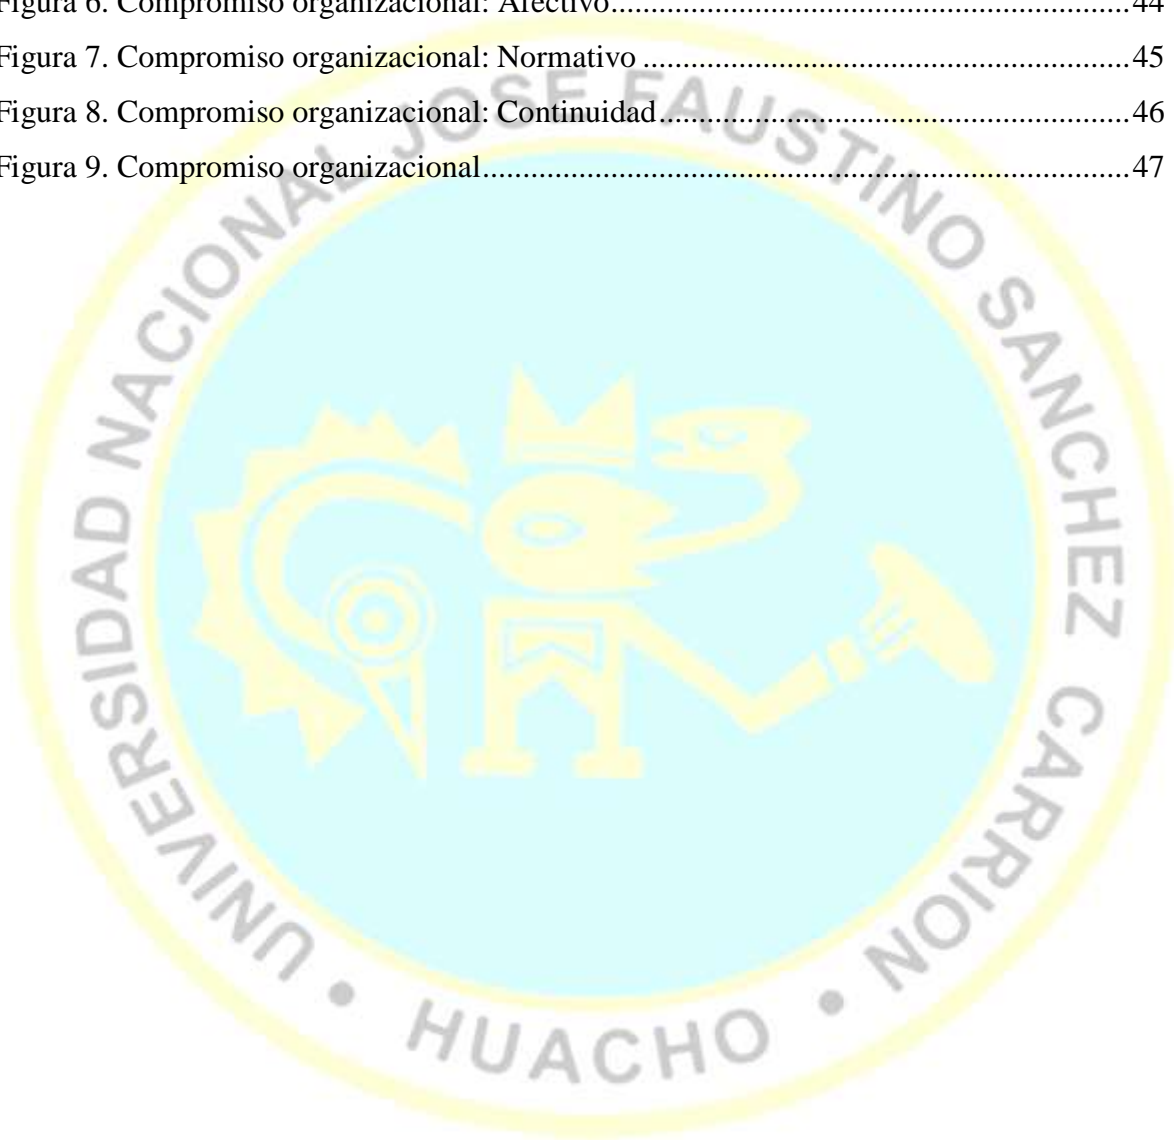 Figura 6. Compromiso organizacional: Afectivo.................................................................44
Figura 7. Compromiso organizacional: Normativo .............................................................45
Figura 8. Compromiso organizacional: Continuidad...........................................................46
Figura 9. Compromiso organizacional.................................................................................47
UNIVERSIDAD NACIONAL JOSE FAUSTINO SANCHEZ CARRION • HUACHO •